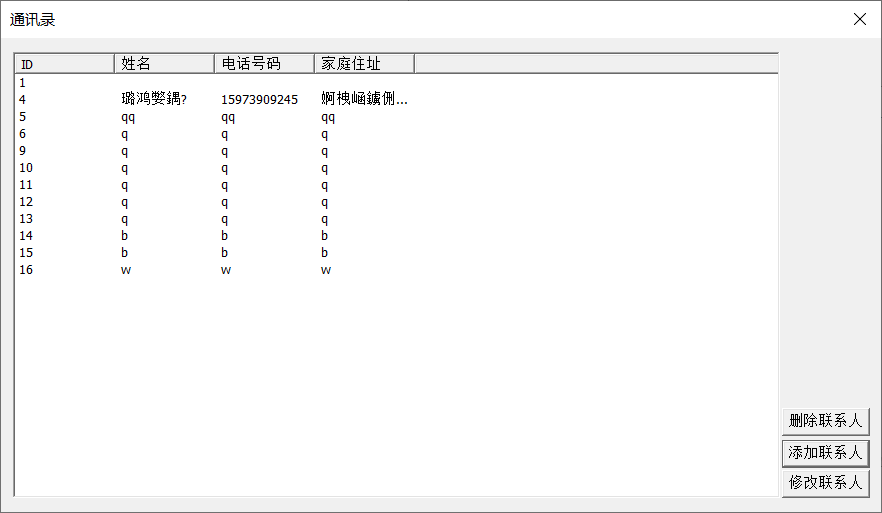 通讯录
ID 姓名 电话号码 家庭住址
1
4 璐鸿嫛鍝? 15973909245 婀栧崡鐪侀...
5 qq qq qq
6 q q q
9 q q q
10 q q q
11 q q q
12 q q q
13 q q q
14 b b b
15 b b b
16 w w w
删除联系人
添加联系人
修改联系人